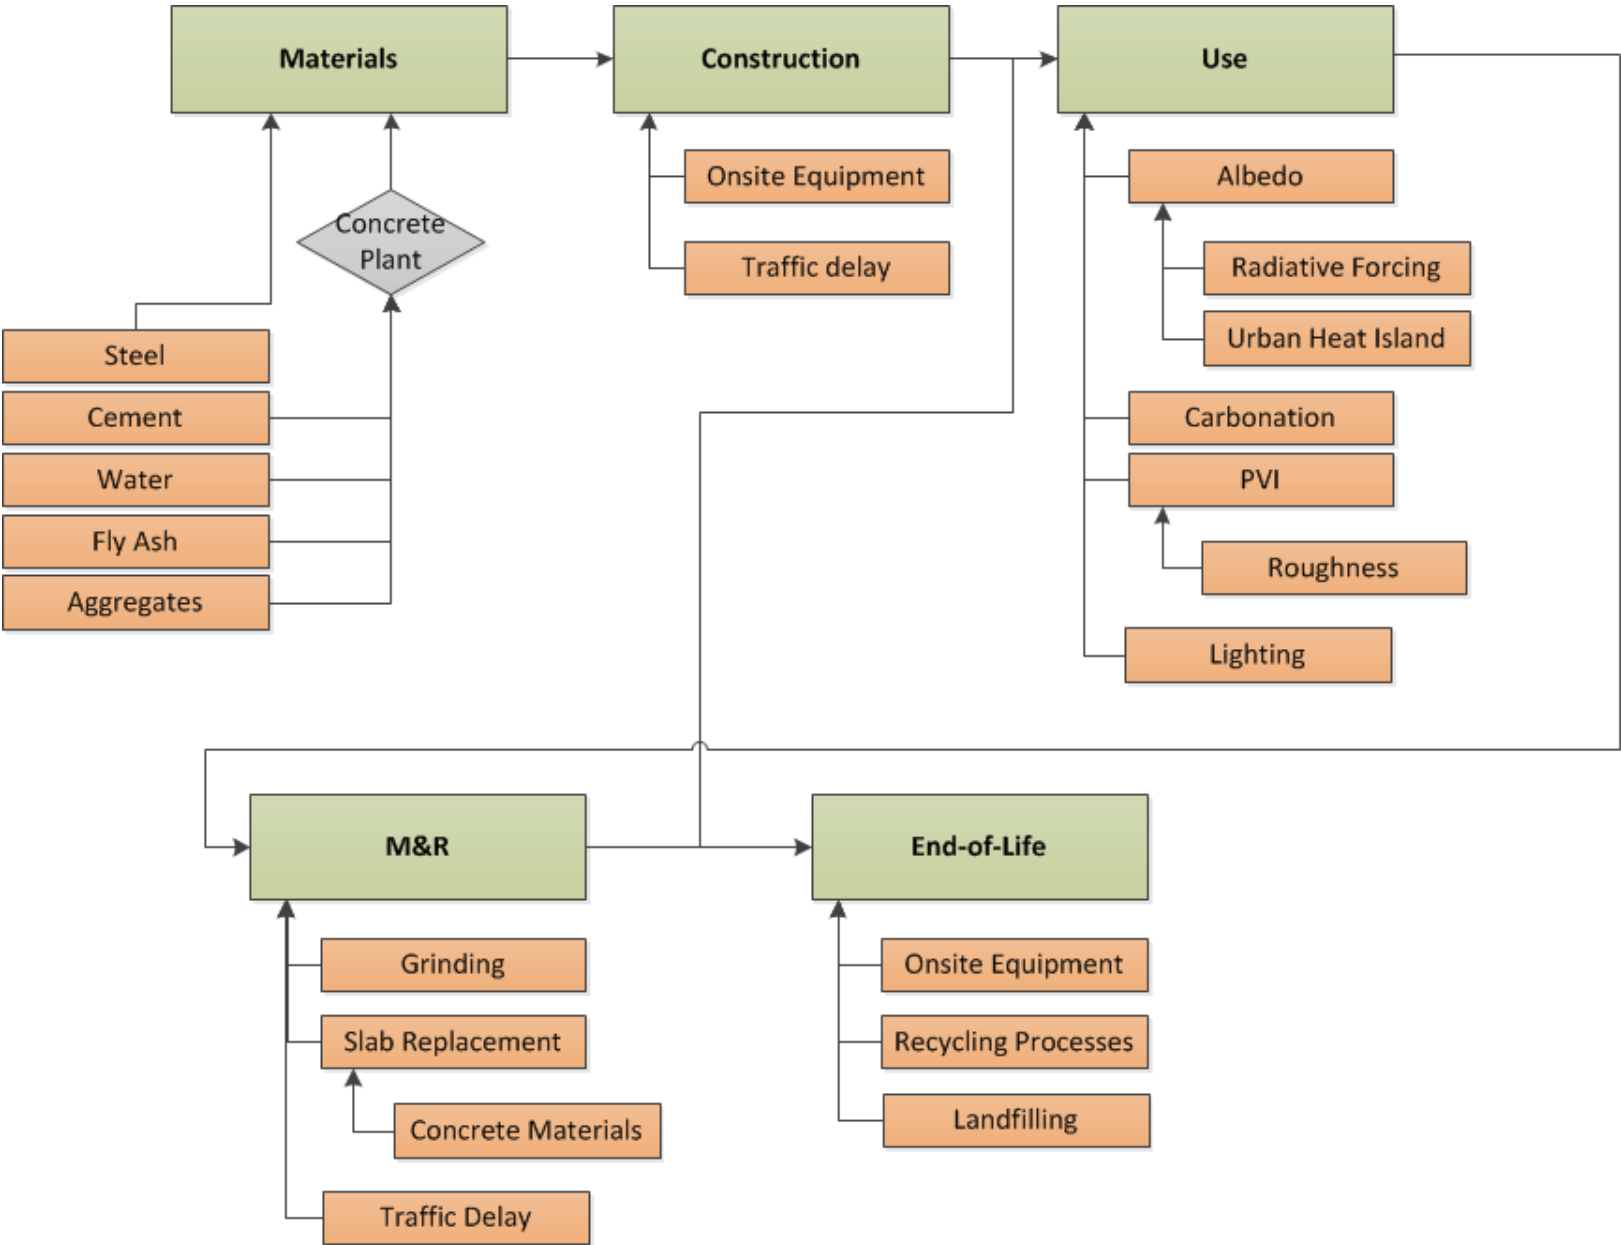 Materials
Construction
Use
Onsite Equipment
Albedo
Concrete
Plant
Traffic delay
Radiative Forcing
Urban Heat Island
Steel
Cement
Carbonation
Water
PVI
Fly Ash
Roughness
Aggregates
Lighting
M&R
End-of-Life
Grinding
Onsite Equipment
Slab Replacement
Recycling Processes
Concrete Materials
Landfilling
Traffic Delay